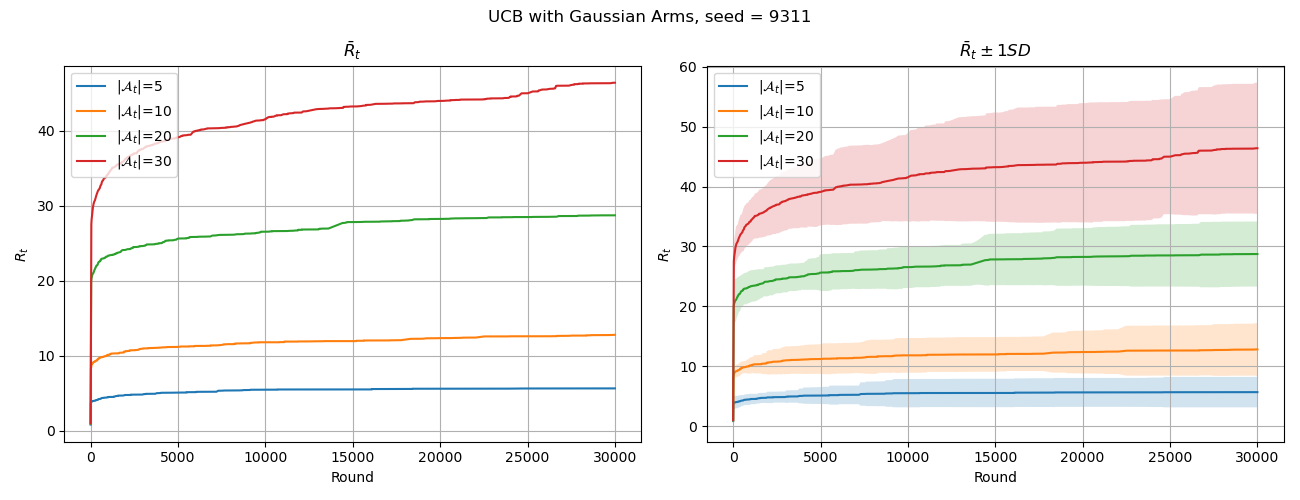 UCB with Gaussian Arms, seed = 9311
R̄ₜ
R̄ₜ ± 1SD
Rₜ
40
30
20
10
0
|𝒜ₜ|=5
|𝒜ₜ|=10
|𝒜ₜ|=20
|𝒜ₜ|=30
0 5000 10000 15000 20000 25000 30000
Round
Rₜ
60
50
40
30
20
10
0
|𝒜ₜ|=5
|𝒜ₜ|=10
|𝒜ₜ|=20
|𝒜ₜ|=30
0 5000 10000 15000 20000 25000 30000
Round